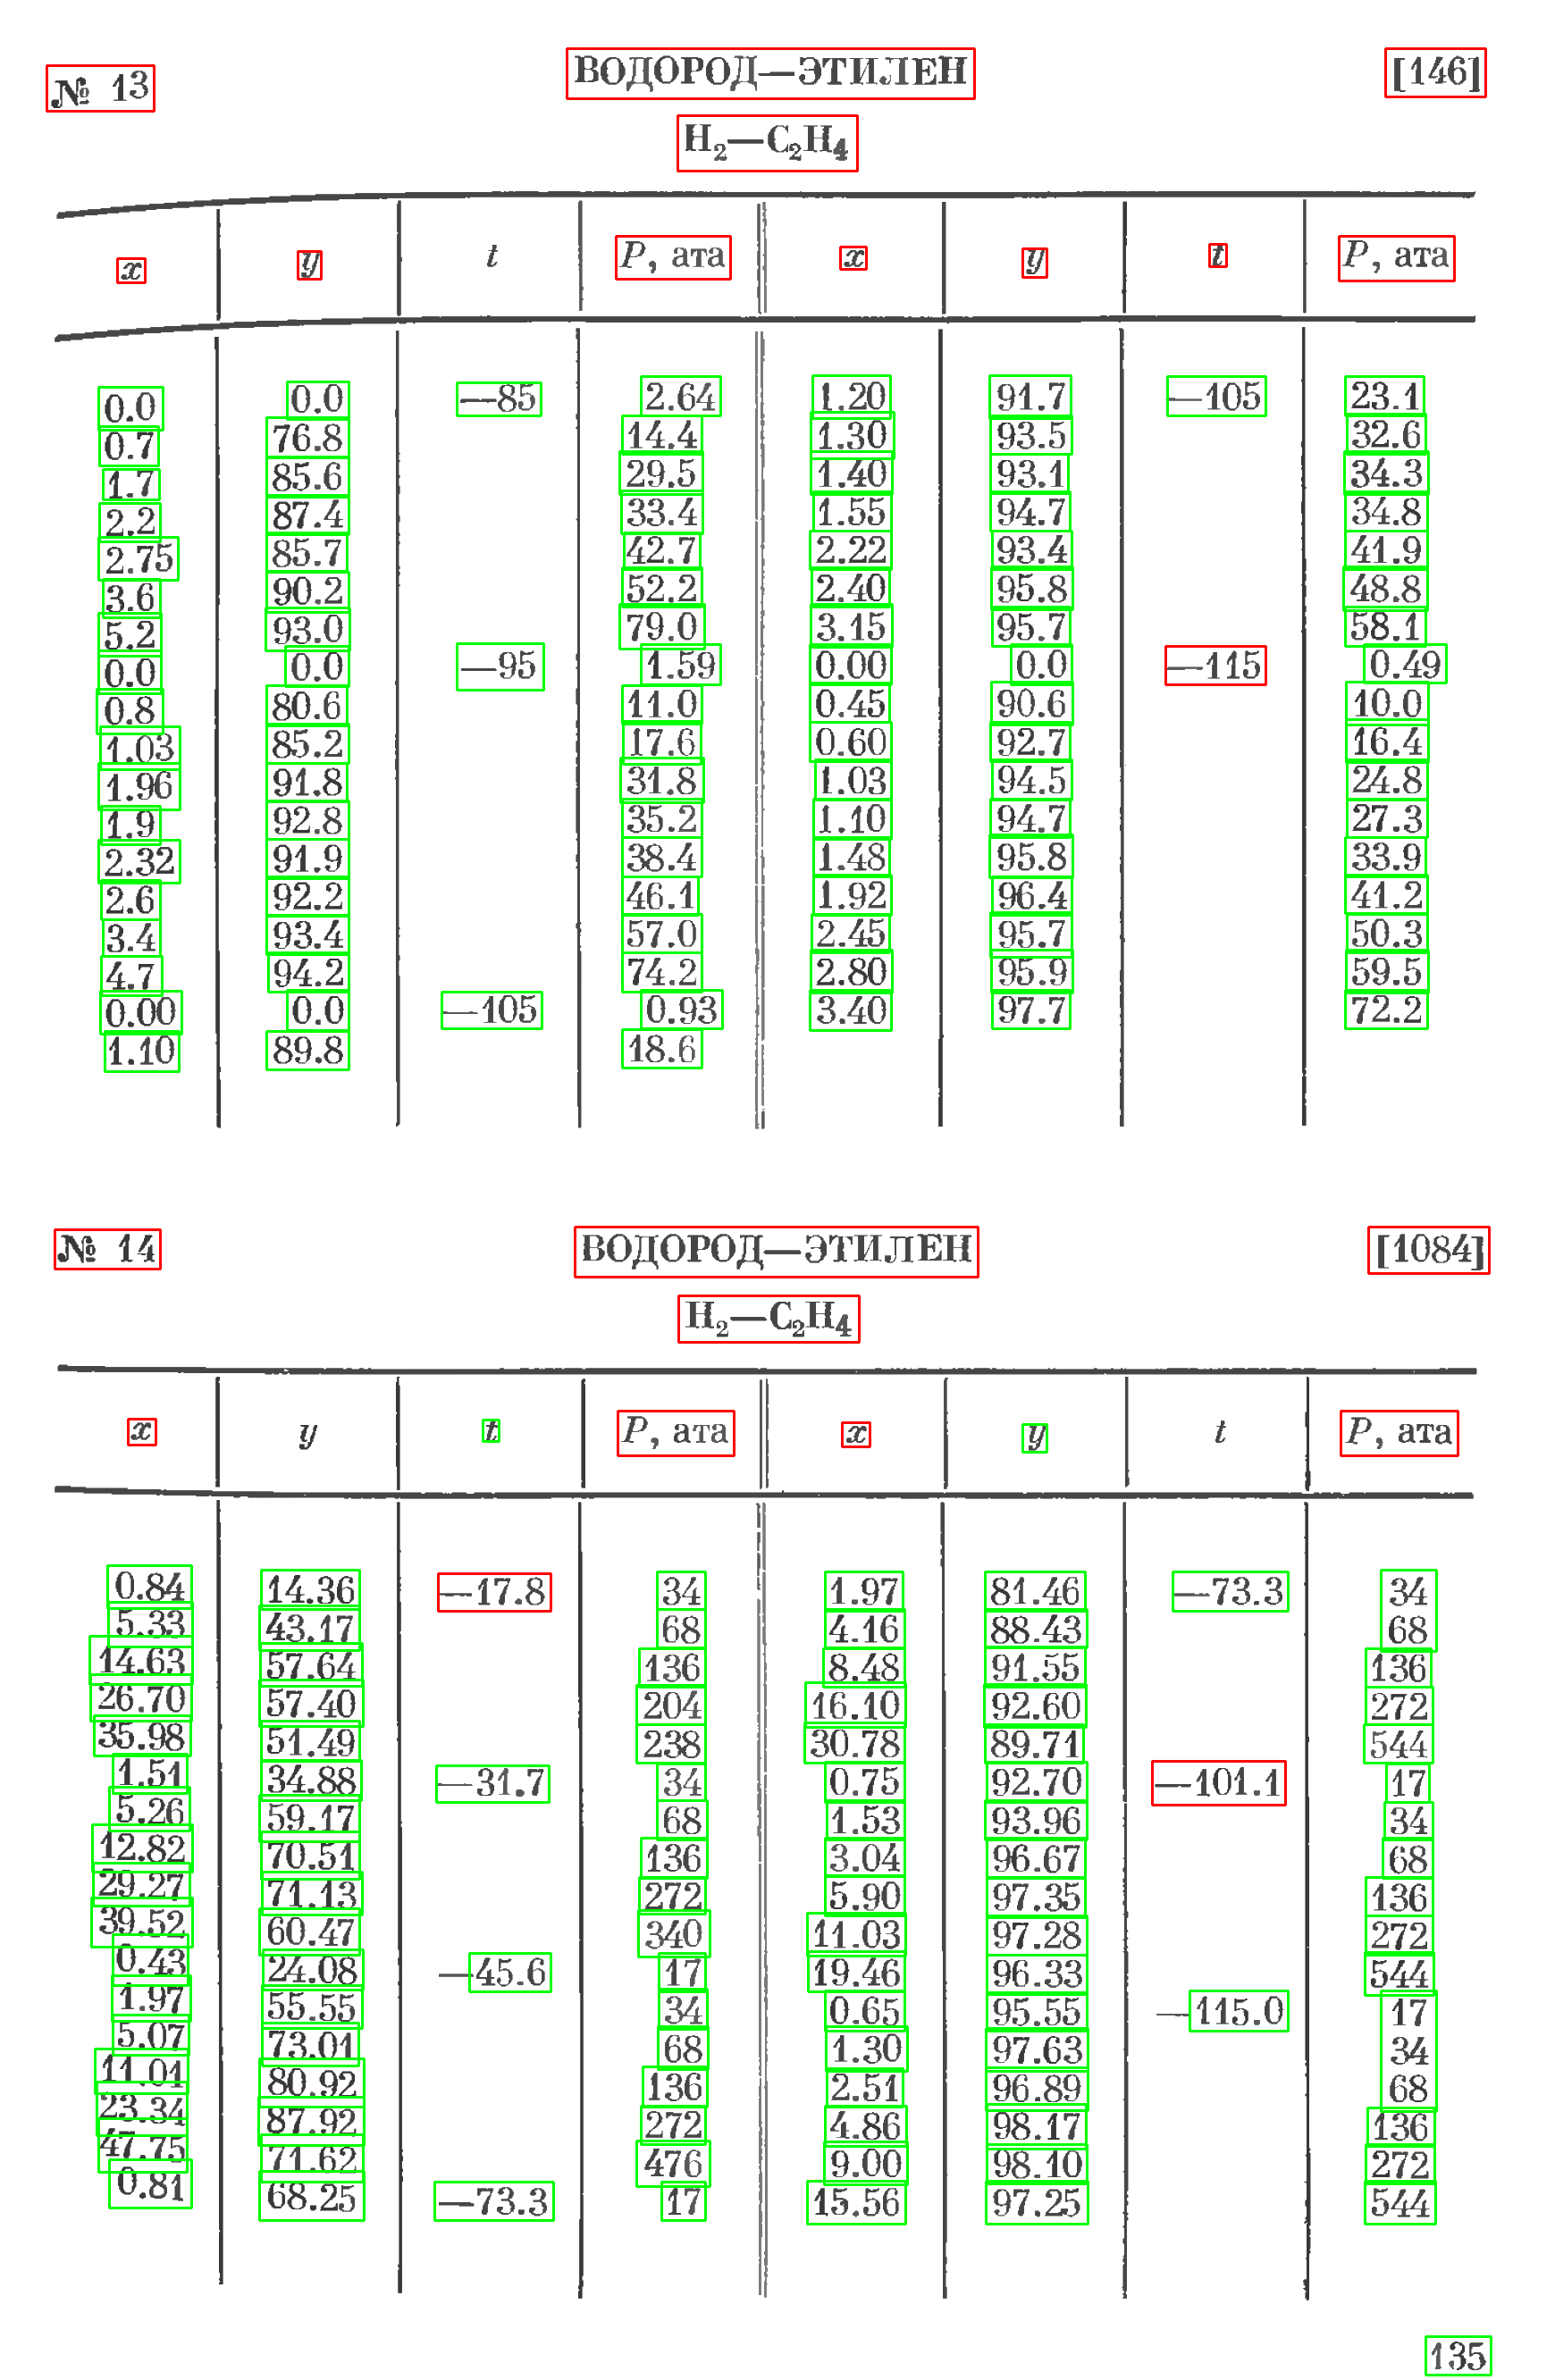 № 13 ВОДОРОД—ЭТИЛЕН [146]
H₂—C₂H₄
x y t P, ата x y t P, ата
0.0 0.0 —85 2.64 1.20 91.7 —105 23.1
0.7 76.8 14.4 1.30 93.5 32.6
1.7 85.6 29.5 1.40 93.1 34.3
2.2 87.4 33.4 1.55 94.7 34.8
2.75 85.7 42.7 2.22 93.4 41.9
3.6 90.2 52.2 2.40 95.8 48.8
5.2 93.0 79.0 3.15 95.7 58.1
0.0 0.0 —95 1.59 0.00 0.0 —115 0.49
0.8 80.6 11.0 0.45 90.6 10.0
1.03 85.2 17.6 0.60 92.7 16.4
1.96 91.8 31.8 1.03 94.5 24.8
1.9 92.8 35.2 1.10 94.7 27.3
2.32 91.9 38.4 1.48 95.8 33.9
2.6 92.2 46.1 1.92 96.4 41.2
3.4 93.4 57.0 2.45 95.7 50.3
4.7 94.2 74.2 2.80 95.9 59.5
0.00 0.0 —105 0.93 3.40 97.7 72.2
1.10 89.8 18.6
№ 14 ВОДОРОД—ЭТИЛЕН [1084]
H₂—C₂H₄
x y t P, ата x y t P, ата
0.84 14.36 —17.8 34 1.97 81.46 —73.3 34
5.33 43.17 68 4.16 88.43 68
14.63 57.64 136 8.48 91.55 136
26.70 57.40 204 16.10 92.60 272
35.98 51.49 238 30.78 89.71 544
1.51 34.88 —31.7 34 0.75 92.70 —101.1 17
5.26 59.17 68 1.53 93.96 34
12.82 70.51 136 3.04 96.67 68
29.27 71.13 272 5.90 97.35 136
39.52 60.47 340 11.03 97.28 272
0.43 24.08 —45.6 17 19.46 96.33 544
1.97 55.55 34 0.65 95.55 —115.0 17
5.07 73.01 68 1.30 97.63 34
11.01 80.92 136 2.51 96.89 68
23.34 87.92 272 4.86 98.17 136
47.75 71.62 476 9.00 98.10 272
0.81 68.25 —73.3 17 15.56 97.25 544
135